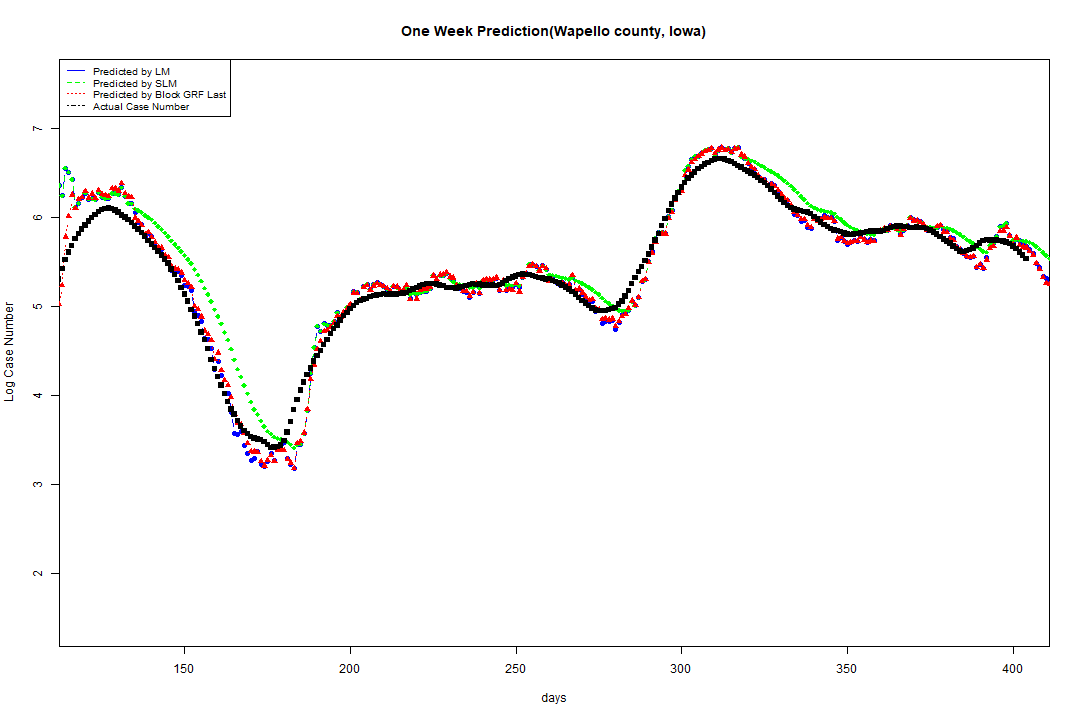 One Week Prediction(Wapello county, Iowa)
Predicted by LM
Predicted by SLM
Predicted by Block GRF Last
Actual Case Number
7
6
5
4
3
2
Log Case Number
150 200 250 300 350 400
days